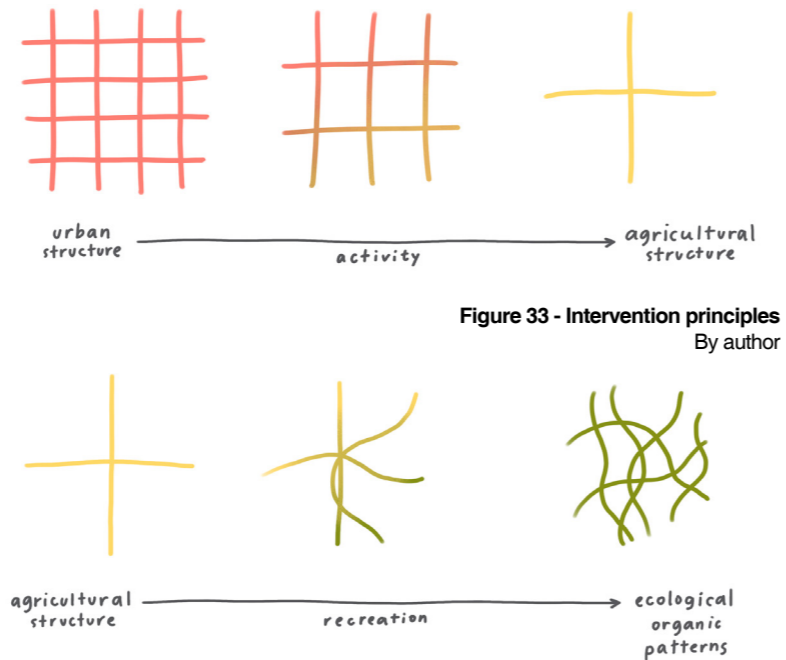 urban
structure
activity
agricultural
structure
Figure 33 - Intervention principles
By author
agricultural
structure
recreation
ecological
organic
patterns